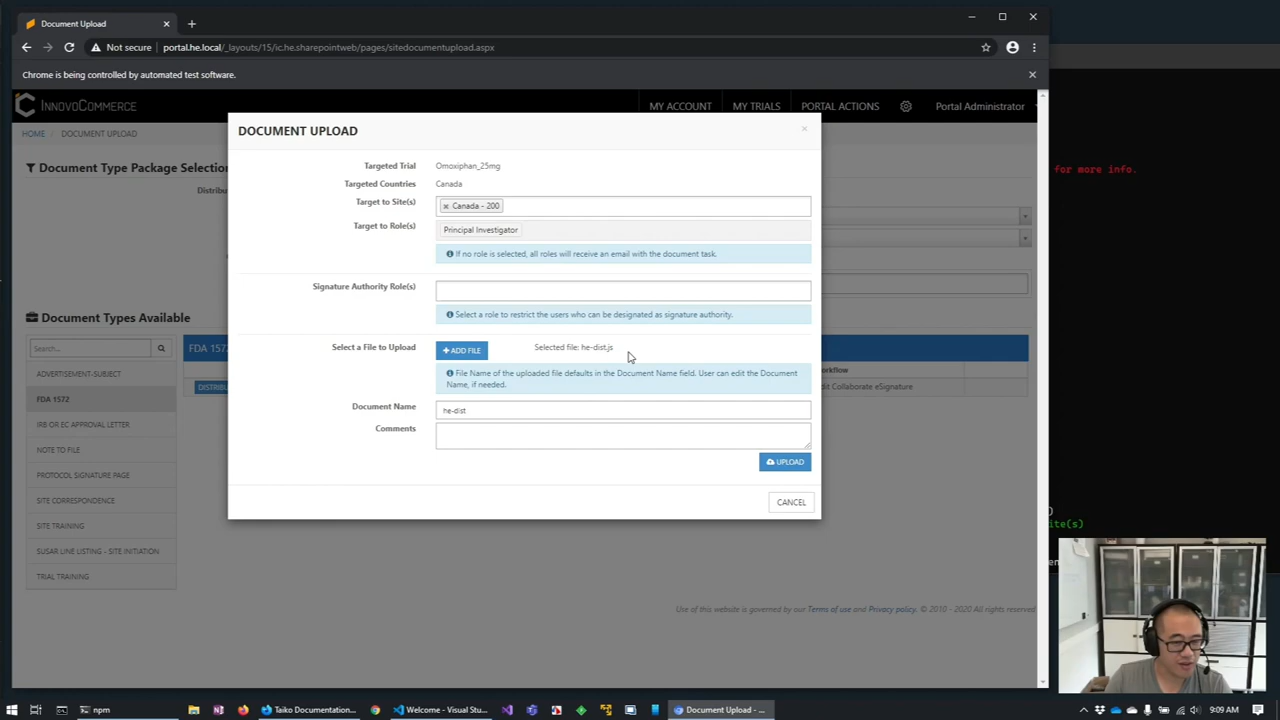 Document Upload
Not secure
portal.he.local/_layouts/15/ic.he.sharepointweb/pages/sitedocumentupload.aspx
Chrome is being controlled by automated test software.
INNOVOCOMMERCE
MY ACCOUNT
MY TRIALS
PORTAL ACTIONS
Portal Administrator
HOME / DOCUMENT UPLOAD
Document Type Package Selection
Distribu
DOCUMENT UPLOAD
Targeted Trial
Omoxiphan_25mg
Targeted Countries
Canada
Target to Site(s)
Canada - 200
Target to Role(s)
Principal Investigator
If no role is selected, all roles will receive an email with the document task.
Signature Authority Role(s)
Select a role to restrict the users who can be designated as signature authority.
Select a File to Upload
+ ADD FILE
Selected file: he-dist.js
File Name of the uploaded file defaults in the Document Name field. User can edit the Document
Name, if needed.
Document Name
he-dist
Comments
UPLOAD
CANCEL
Document Types Available
Search...
ADVERTISEMENT-SUBJECT
FDA 1572
IRB OR EC APPROVAL LETTER
NOTE TO FILE
PROTOCOL SIGNATURE PAGE
SITE CORRESPONDENCE
SITE TRAINING
SUSAR LINE LISTING - SITE INITIATION
TRIAL TRAINING
FDA 157
DISTRIB
orkflow
dit Collaborate eSignature
Use of this website is governed by our Terms of use and Privacy policy. © 2010 - 2020 All rights reserved
for more info.
ite(s)
npm
Taiko Documentation...
Welcome - Visual Stu...
Document Upload - ...
9:09 AM